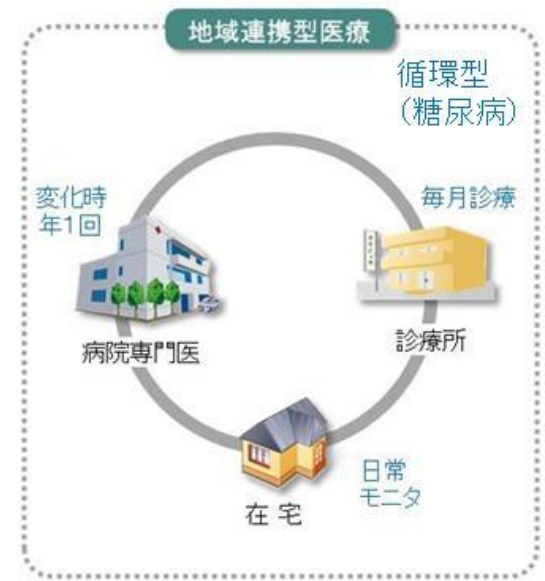 地域連携型医療
循環型
（糖尿病）
変化時
年1回
毎月診療
病院専門医
診療所
日常
モニタ
在宅